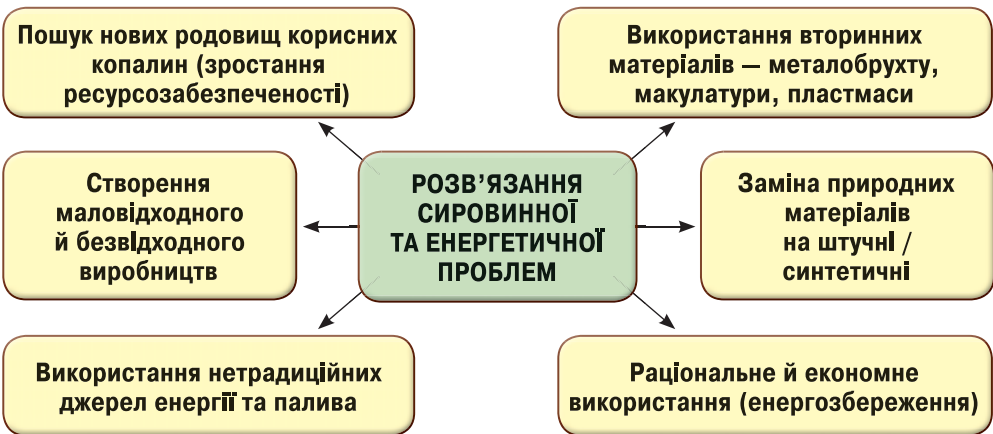 Пошук нових родовищ корисних
копалин (зростання
ресурсозабезпеченості)
Використання вторинних
матеріалів — металобрухту,
макулатури, пластмаси
Створення
маловідходного
й безвідходного
виробництв
РОЗВ’ЯЗАННЯ
СИРОВИННОЇ
ТА ЕНЕРГЕТИЧНОЇ
ПРОБЛЕМ
Заміна природних
матеріалів
на штучні /
синтетичні
Використання нетрадиційних
джерел енергії та палива
Раціональне й економне
використання (енергозбереження)